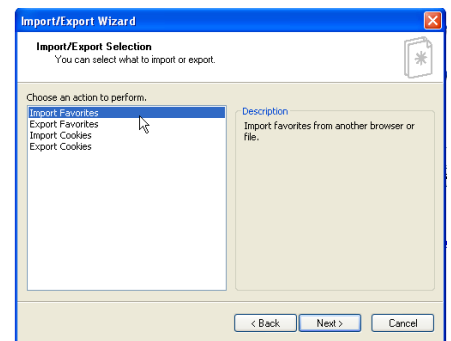 Import/Export Wizard
Import/Export Selection
You can select what to import or export.
Choose an action to perform.
Import Favorites
Export Favorites
Import Cookies
Export Cookies
Description
Import favorites from another browser or
file.
< Back
Next >
Cancel